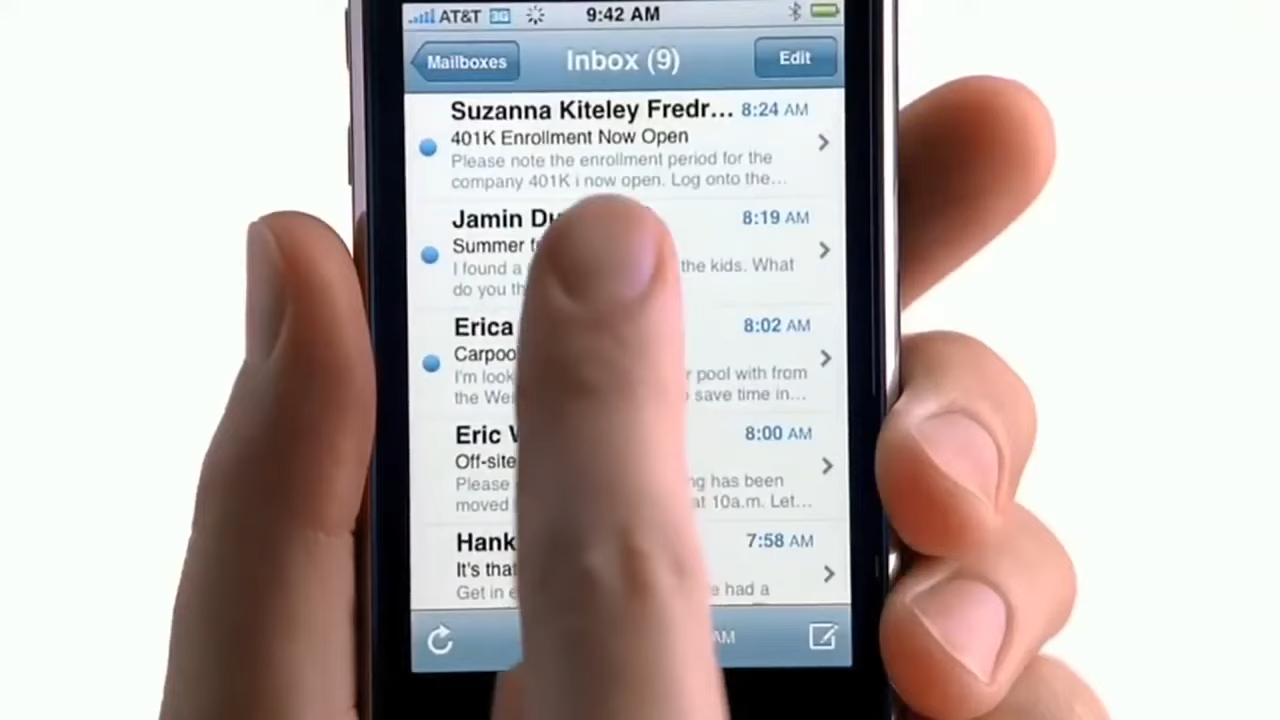 AT&T 3G 9:42 AM
Mailboxes Inbox (9) Edit
Suzanna Kiteley Fredr... 8:24 AM
401K Enrollment Now Open
Please note the enrollment period for the
company 401K i now open. Log onto the...
Jamin 8:19 AM
Summer
I found a the kids. What
do you
Erica 8:02 AM
I'm pool with from
the save time in...
Eric 8:00 AM
Off-site
Please has been
moved at 10a.m. Let...
Hank 7:58 AM
It's that
Get in had a
AM